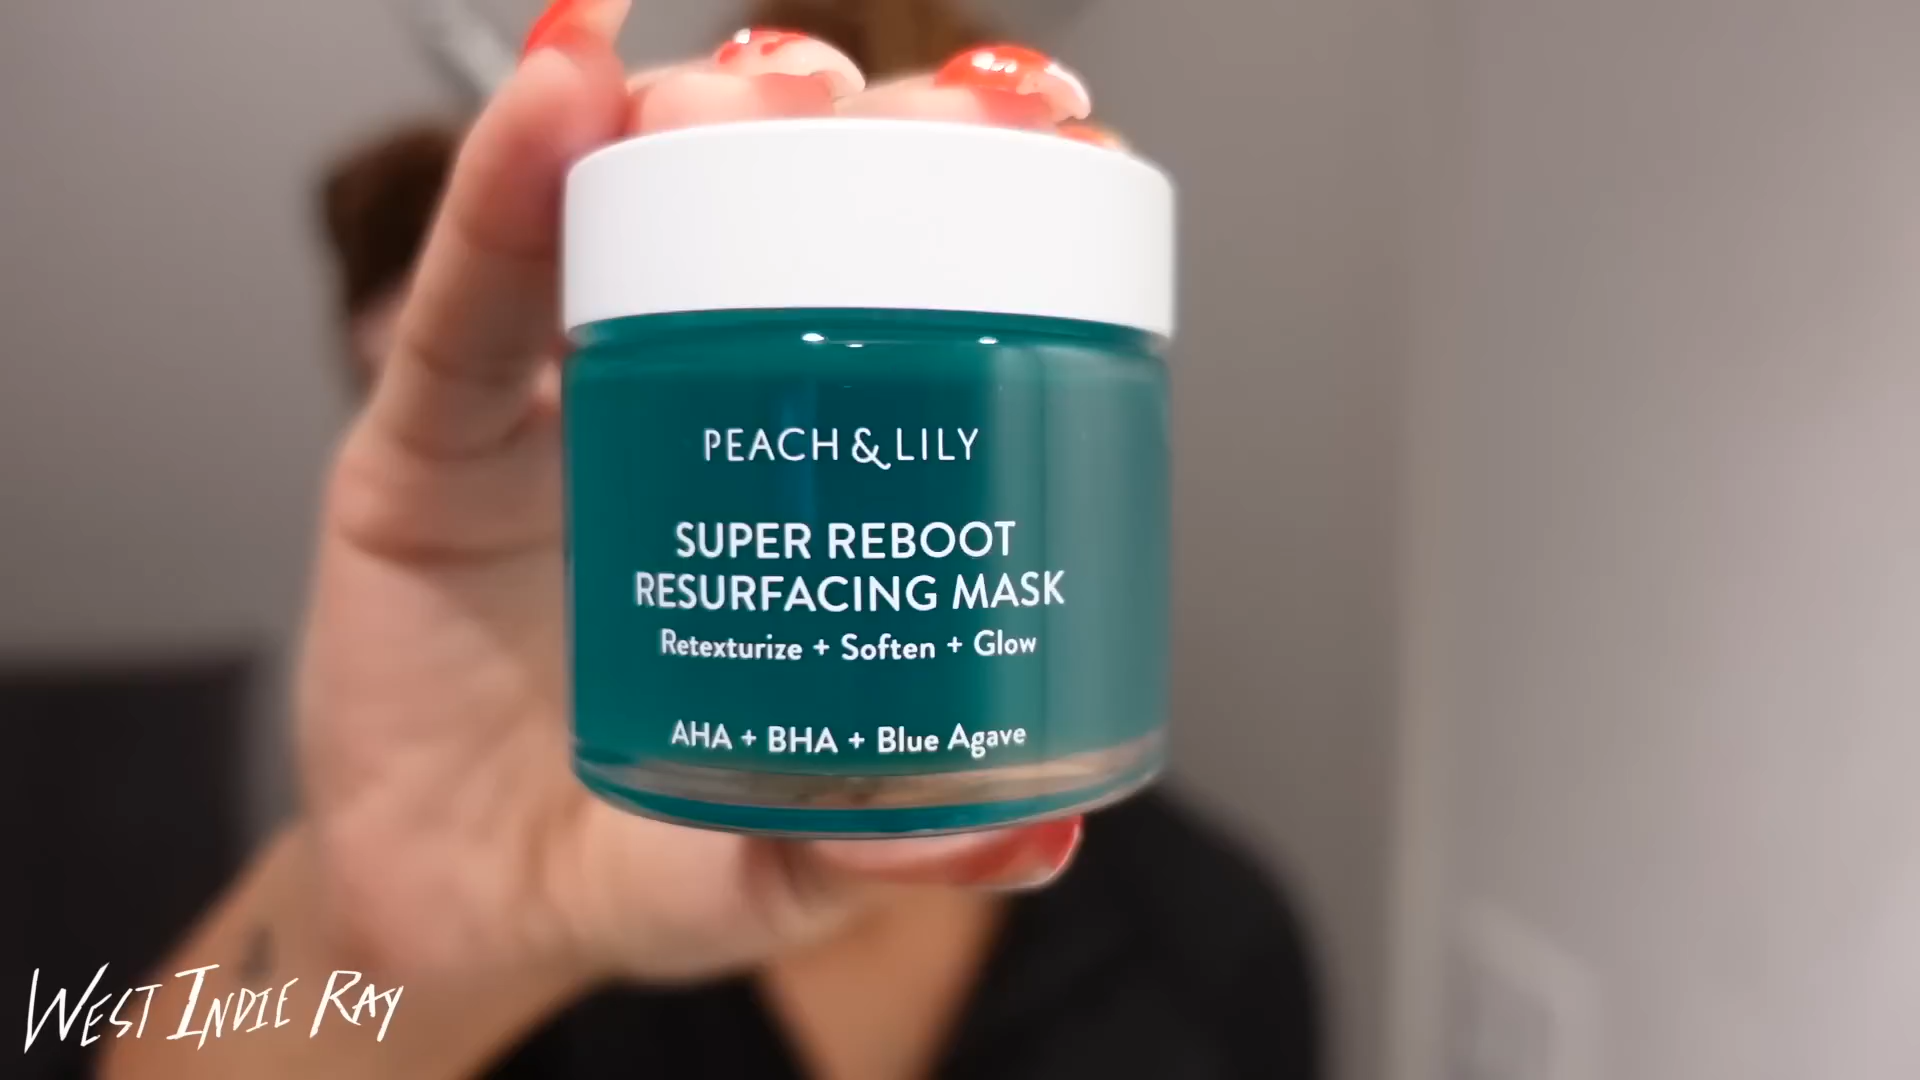 PEACH & LILY
SUPER REBOOT
RESURFACING MASK
Retexturize + Soften + Glow
AHA + BHA + Blue Agave
WEST INDIE RAY